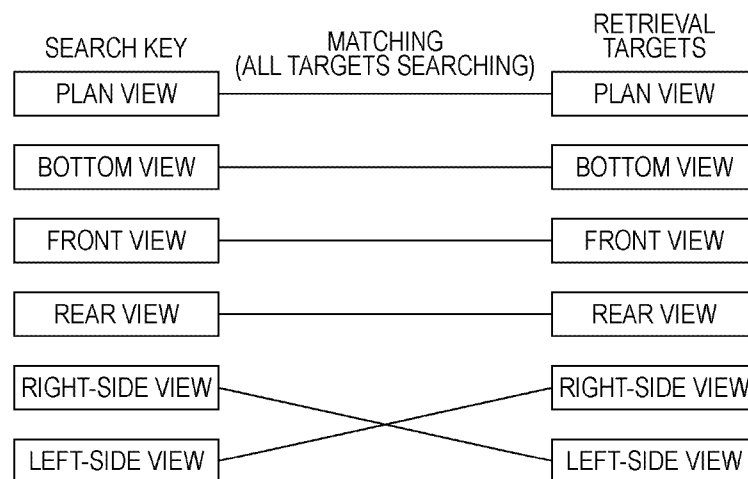 SEARCH KEY
MATCHING
(ALL TARGETS SEARCHING)
RETRIEVAL
TARGETS
PLAN VIEW
PLAN VIEW
BOTTOM VIEW
BOTTOM VIEW
FRONT VIEW
FRONT VIEW
REAR VIEW
REAR VIEW
RIGHT-SIDE VIEW
RIGHT-SIDE VIEW
LEFT-SIDE VIEW
LEFT-SIDE VIEW